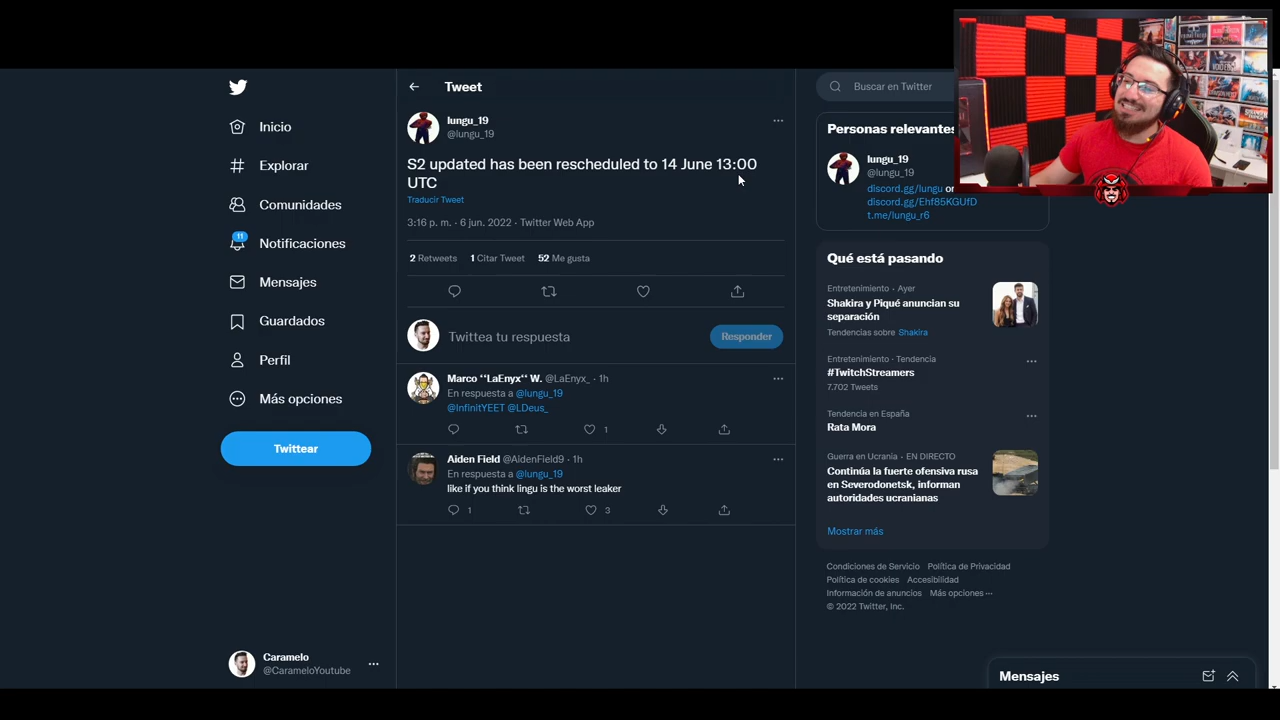 Tweet
Buscar en Twitter
Inicio
Explorar
Comunidades
11
Notificaciones
Mensajes
Guardados
Perfil
Más opciones
Twittear
Caramelo
@CarameloYoutube
lungu_19
@lungu_19
S2 updated has been rescheduled to 14 June 13:00
UTC
Traducir Tweet
3:16 p. m. · 6 jun. 2022 · Twitter Web App
2 Retweets 1 Citar Tweet 52 Me gusta
Twittea tu respuesta
Responder
Marco “LaEnyx“ W. @LaEnyx_ · 1h
En respuesta a @lungu_19
@InfinitYEET @LDeus_
1
Aiden Field @AidenField9 · 1h
En respuesta a @lungu_19
like if you think lingu is the worst leaker
1 3
Personas relevantes
lungu_19
@lungu_19
discord.gg/lungu
discord.gg/Ehf85KGUfD
t.me/lungu_r6
Qué está pasando
Entretenimiento · Ayer
Shakira y Piqué anuncian su
separación
Tendencias sobre Shakira
Entretenimiento · Tendencia
#TwitchStreamers
7.702 Tweets
Tendencia en España
Rata Mora
Guerra en Ucrania · EN DIRECTO
Continúa la fuerte ofensiva rusa
en Severodonetsk, informan
autoridades ucranianas
Mostrar más
Condiciones de Servicio Política de Privacidad
Política de cookies Accesibilidad
Información de anuncios Más opciones ···
© 2022 Twitter, Inc.
Mensajes